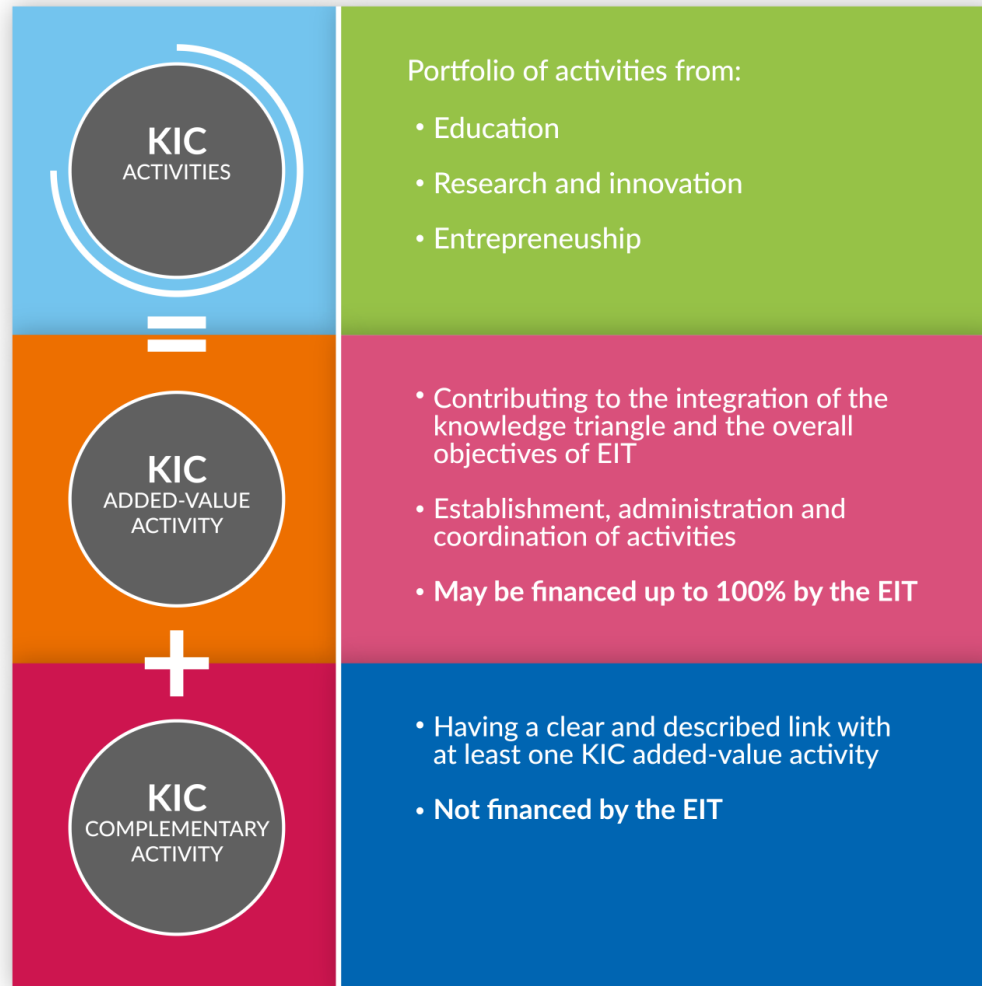 KIC
ACTIVITIES
Portfolio of activities from:
• Education
• Research and innovation
• Entrepreneuship
=
KIC
ADDED-VALUE
ACTIVITY
• Contributing to the integration of the
knowledge triangle and the overall
objectives of EIT
• Establishment, administration and
coordination of activities
• May be financed up to 100% by the EIT
+
KIC
COMPLEMENTARY
ACTIVITY
• Having a clear and described link with
at least one KIC added-value activity
• Not financed by the EIT